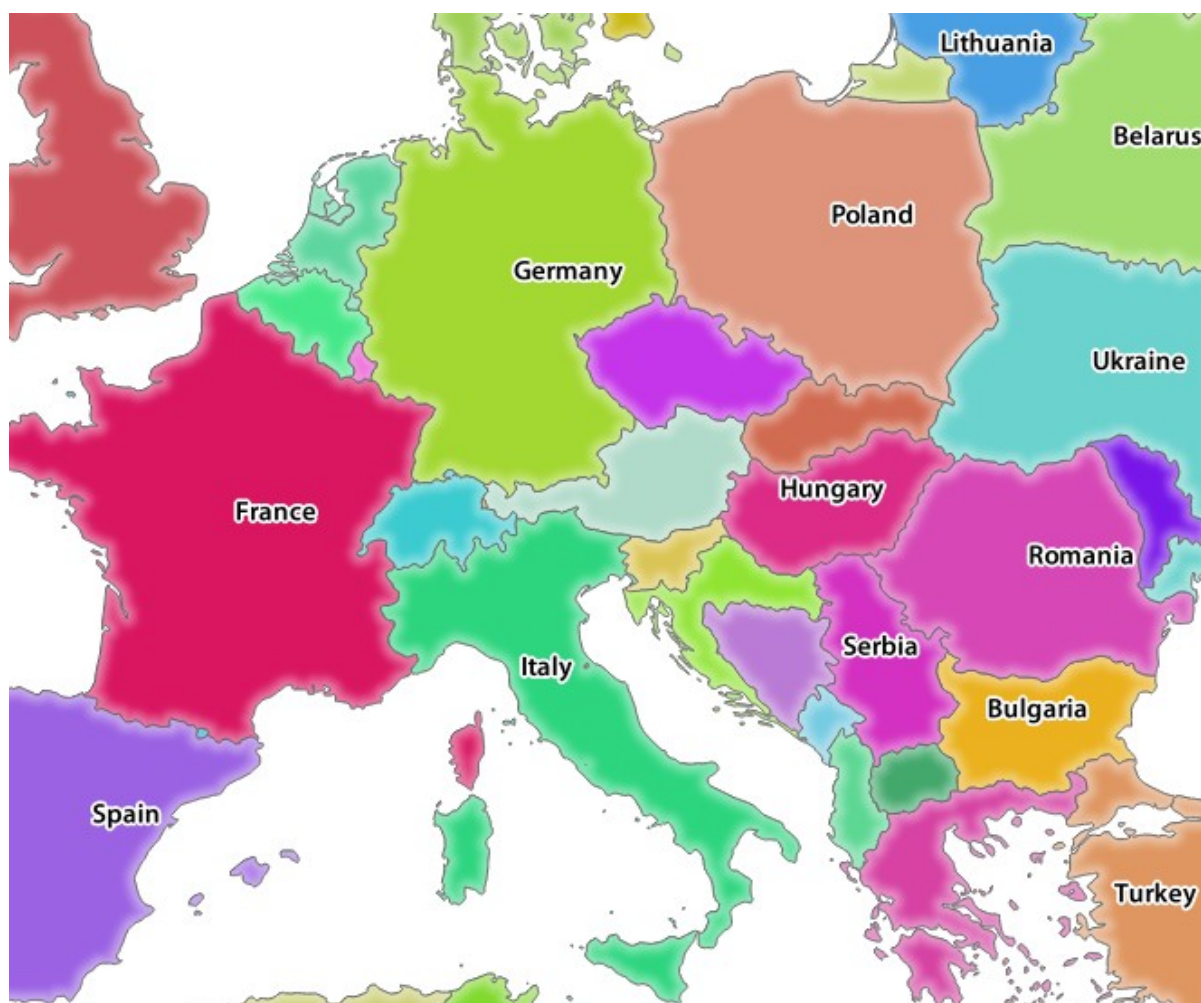 Lithuania
Belarus
Poland
Germany
Ukraine
Hungary
France
Romania
Serbia
Italy
Bulgaria
Spain
Turkey